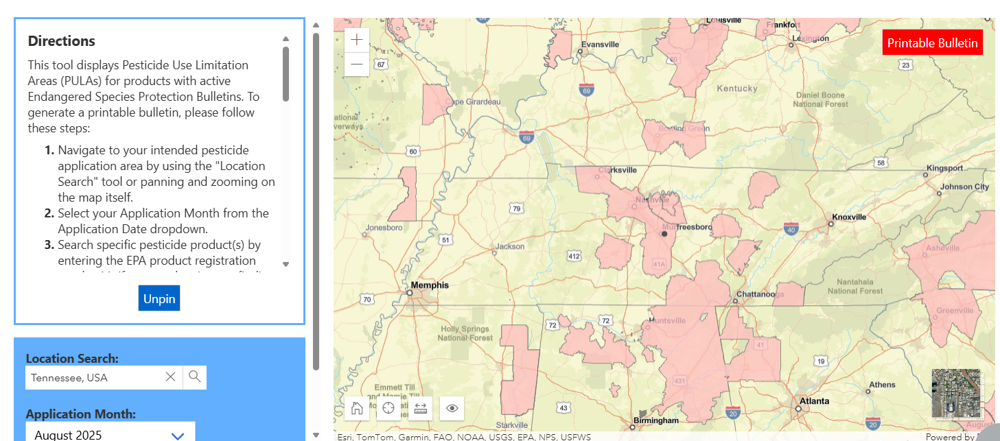 Directions
This tool displays Pesticide Use Limitation
Areas (PULAs) for products with active
Endangered Species Protection Bulletins. To
generate a printable bulletin, please follow
these steps:
1. Navigate to your intended pesticide
application area by using the "Location
Search" tool or panning and zooming on
the map itself.
2. Select your Application Month from the
Application Date dropdown.
3. Search specific pesticide product(s) by
entering the EPA product registration
Unpin
Location Search:
Tennessee, USA
Application Month:
August 2025
Printable Bulletin
Louisville
Frankfort
Lexington
Evansville
60
67
23
69
Kentucky
Daniel Boone
National Forest
Cape Girardeau
Bowling Green
69
60
58
Kingsport
Clarksville
Johnson City
Nashville
79
Knoxville
Jonesboro
Murfreesboro
40
51
Jackson
Asheville
412
41A
Memphis
Nantahala
National Forest
Chattanooga
70
Greenville
72
72
Huntsville
Holly Springs
National Forest
41
19
431
Athens
Emmett Till
and Mamie Till
Atlanta
43
20
20
Birmingham
Starkville
Augusta
Esri, TomTom, Garmin, FAO, NOAA, USGS, EPA, NPS, USFWS
Powered by